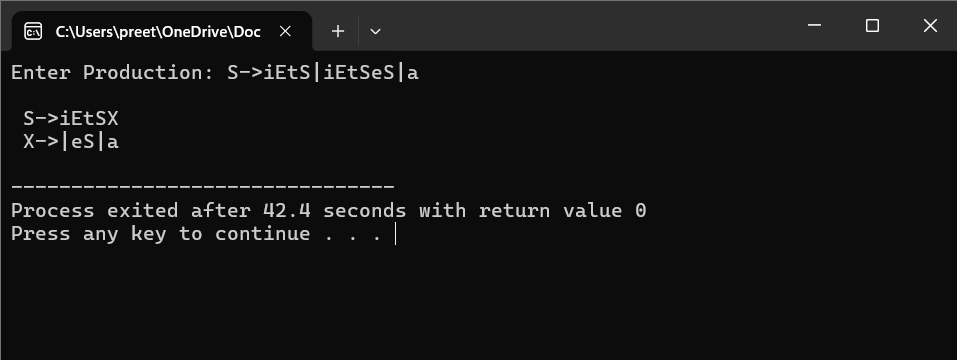 C:\Users\preet\OneDrive\Doc
Enter Production: S->iEtS|iEtSeS|a
S->iEtSX
X->|eS|a
--------------------------------
Process exited after 42.4 seconds with return value 0
Press any key to continue . . .